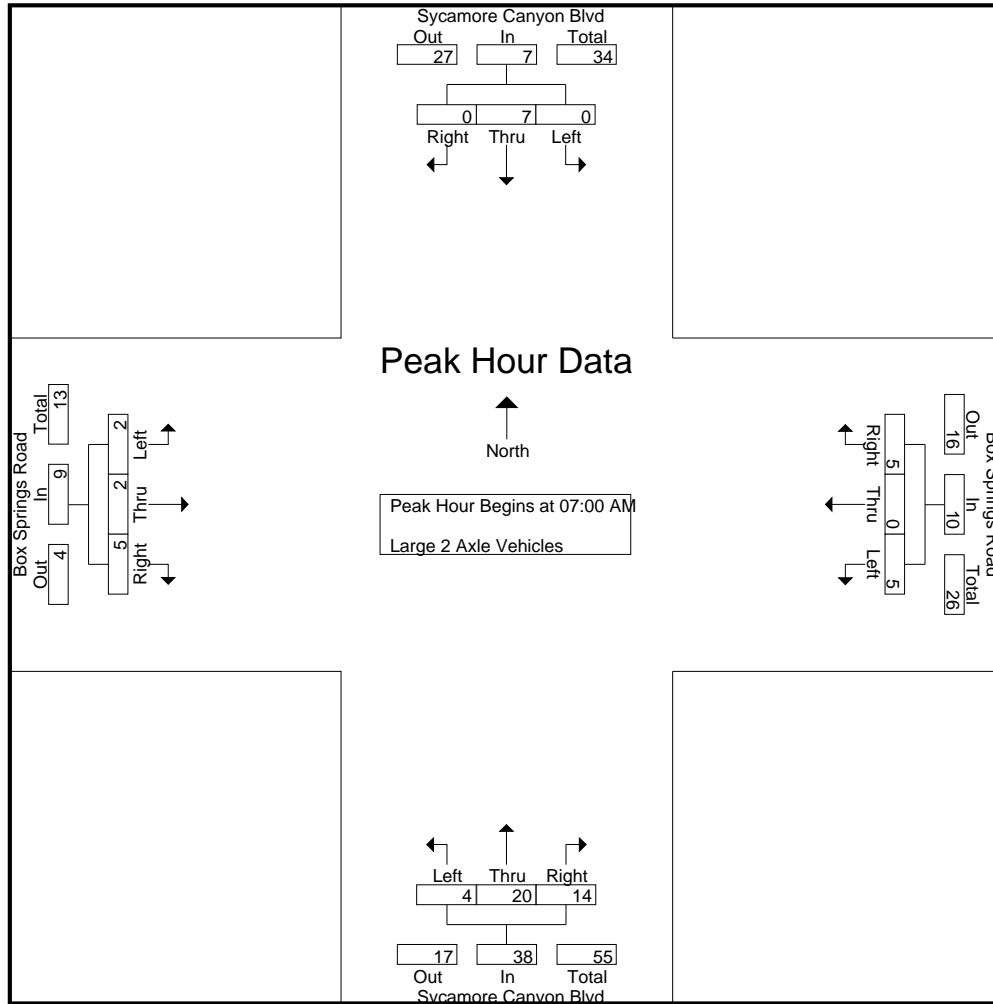 Sycamore Canyon Blvd
Out In Total
27 7 34
0 7 0
Right Thru Left
Peak Hour Data
North
Peak Hour Begins at 07:00 AM
Large 2 Axle Vehicles
Box Springs Road
Total In Out
13 9 4
2 2 5
Left Thru Right
Box Springs Road
Out In Total
16 10 26
5 0 5
Right Thru Left
Left Thru Right
4 20 14
17 38 55
Out In Total
Sycamore Canyon Blvd